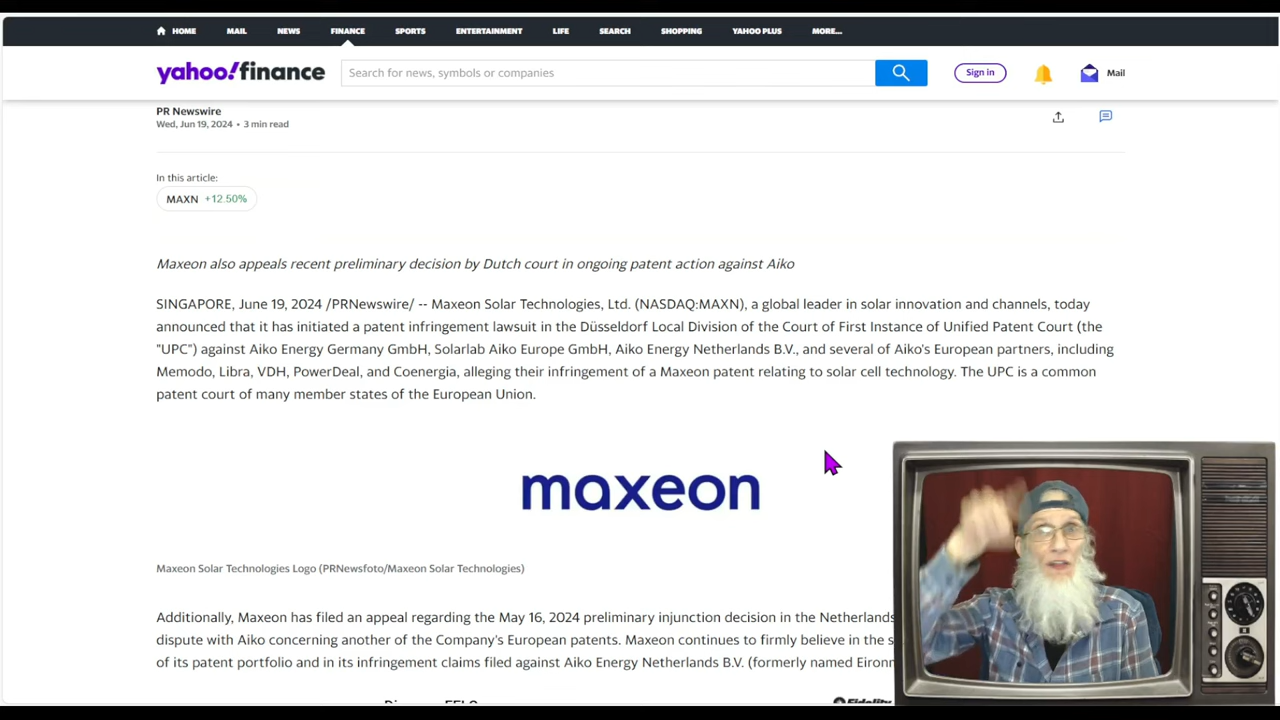 HOME MAIL NEWS FINANCE SPORTS ENTERTAINMENT LIFE SEARCH SHOPPING YAHOO PLUS MORE...
yahoo!finance Search for news, symbols or companies Sign in Mail
PR Newswire
Wed, Jun 19, 2024 • 3 min read
In this article:
MAXN +12.50%
Maxeon also appeals recent preliminary decision by Dutch court in ongoing patent action against Aiko
SINGAPORE, June 19, 2024 /PRNewswire/ -- Maxeon Solar Technologies, Ltd. (NASDAQ:MAXN), a global leader in solar innovation and channels, today
announced that it has initiated a patent infringement lawsuit in the Düsseldorf Local Division of the Court of First Instance of Unified Patent Court (the
"UPC") against Aiko Energy Germany GmbH, Solarlab Aiko Europe GmbH, Aiko Energy Netherlands B.V., and several of Aiko's European partners, including
Memodo, Libra, VDH, PowerDeal, and Coenergia, alleging their infringement of a Maxeon patent relating to solar cell technology. The UPC is a common
patent court of many member states of the European Union.
maxeon
Maxeon Solar Technologies Logo (PRNewsfoto/Maxeon Solar Technologies)
Additionally, Maxeon has filed an appeal regarding the May 16, 2024 preliminary injunction decision in the Netherlands
dispute with Aiko concerning another of the Company's European patents. Maxeon continues to firmly believe in the s
of its patent portfolio and in its infringement claims filed against Aiko Energy Netherlands B.V. (formerly named